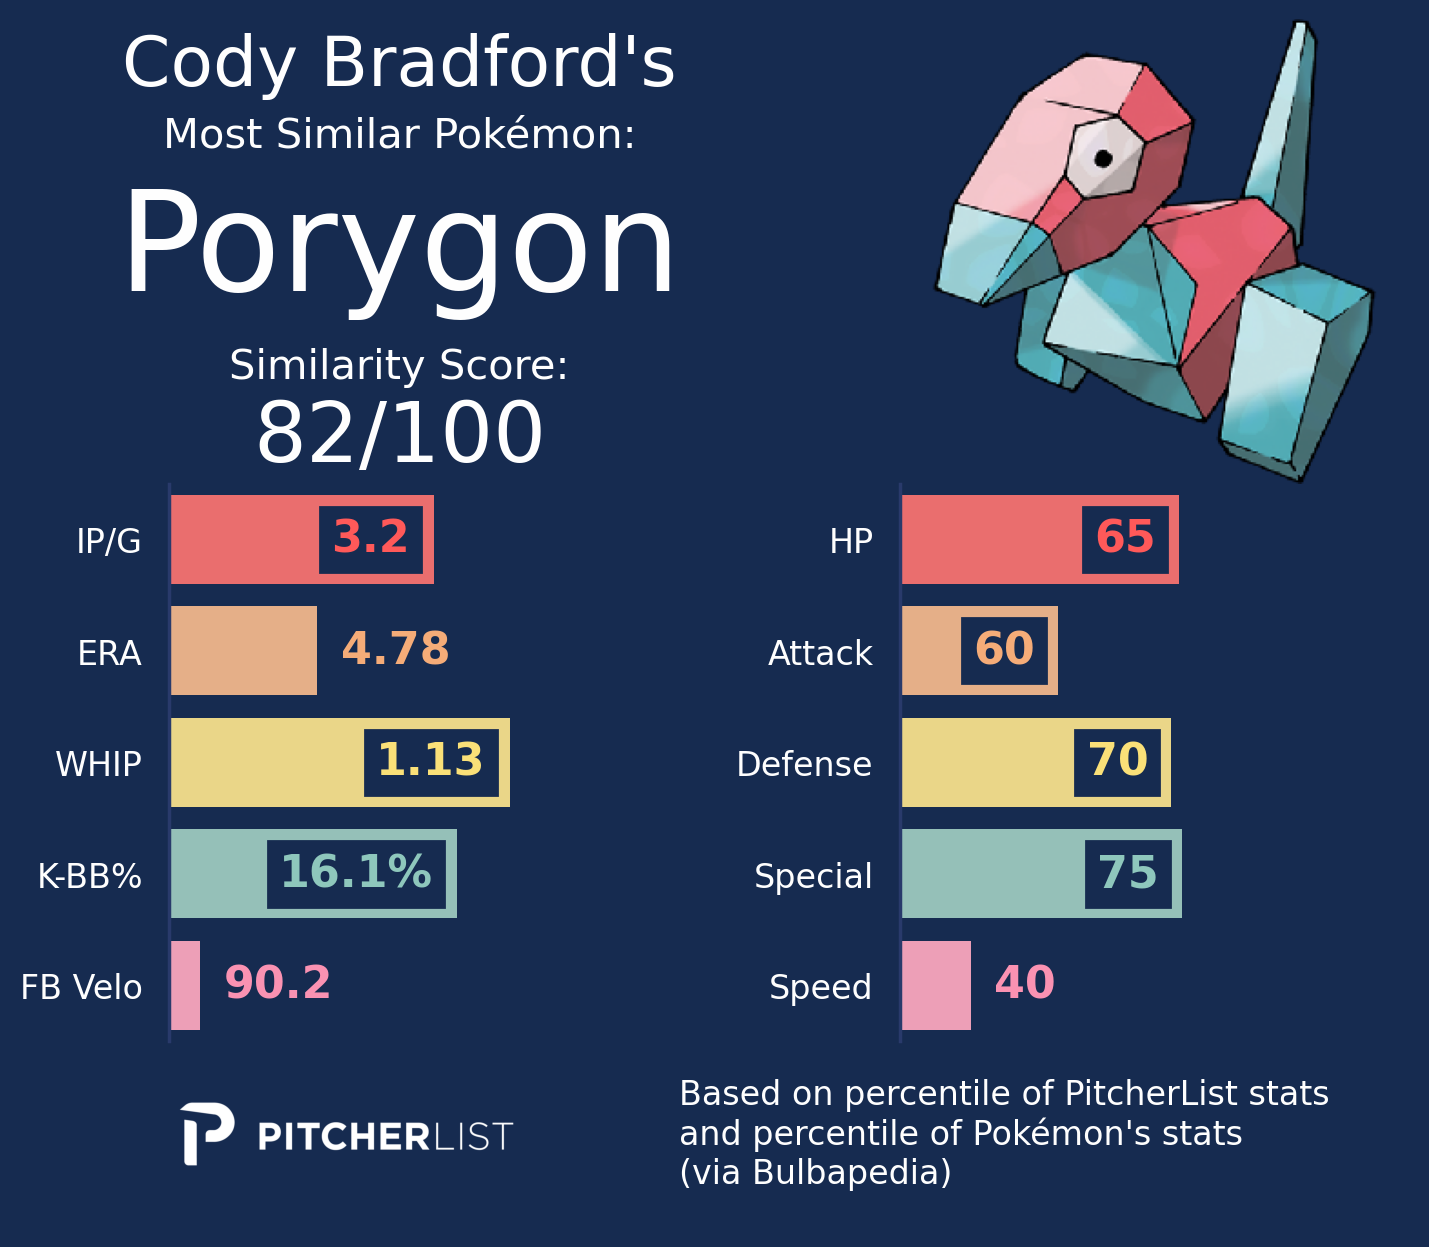 Cody Bradford's
Most Similar Pokémon:
Porygon
Similarity Score:
82/100
IP/G 3.2
ERA 4.78
WHIP 1.13
K-BB% 16.1%
FB Velo 90.2
HP 65
Attack 60
Defense 70
Special 75
Speed 40
PITCHERLIST
Based on percentile of PitcherList stats
and percentile of Pokémon's stats
(via Bulbapedia)